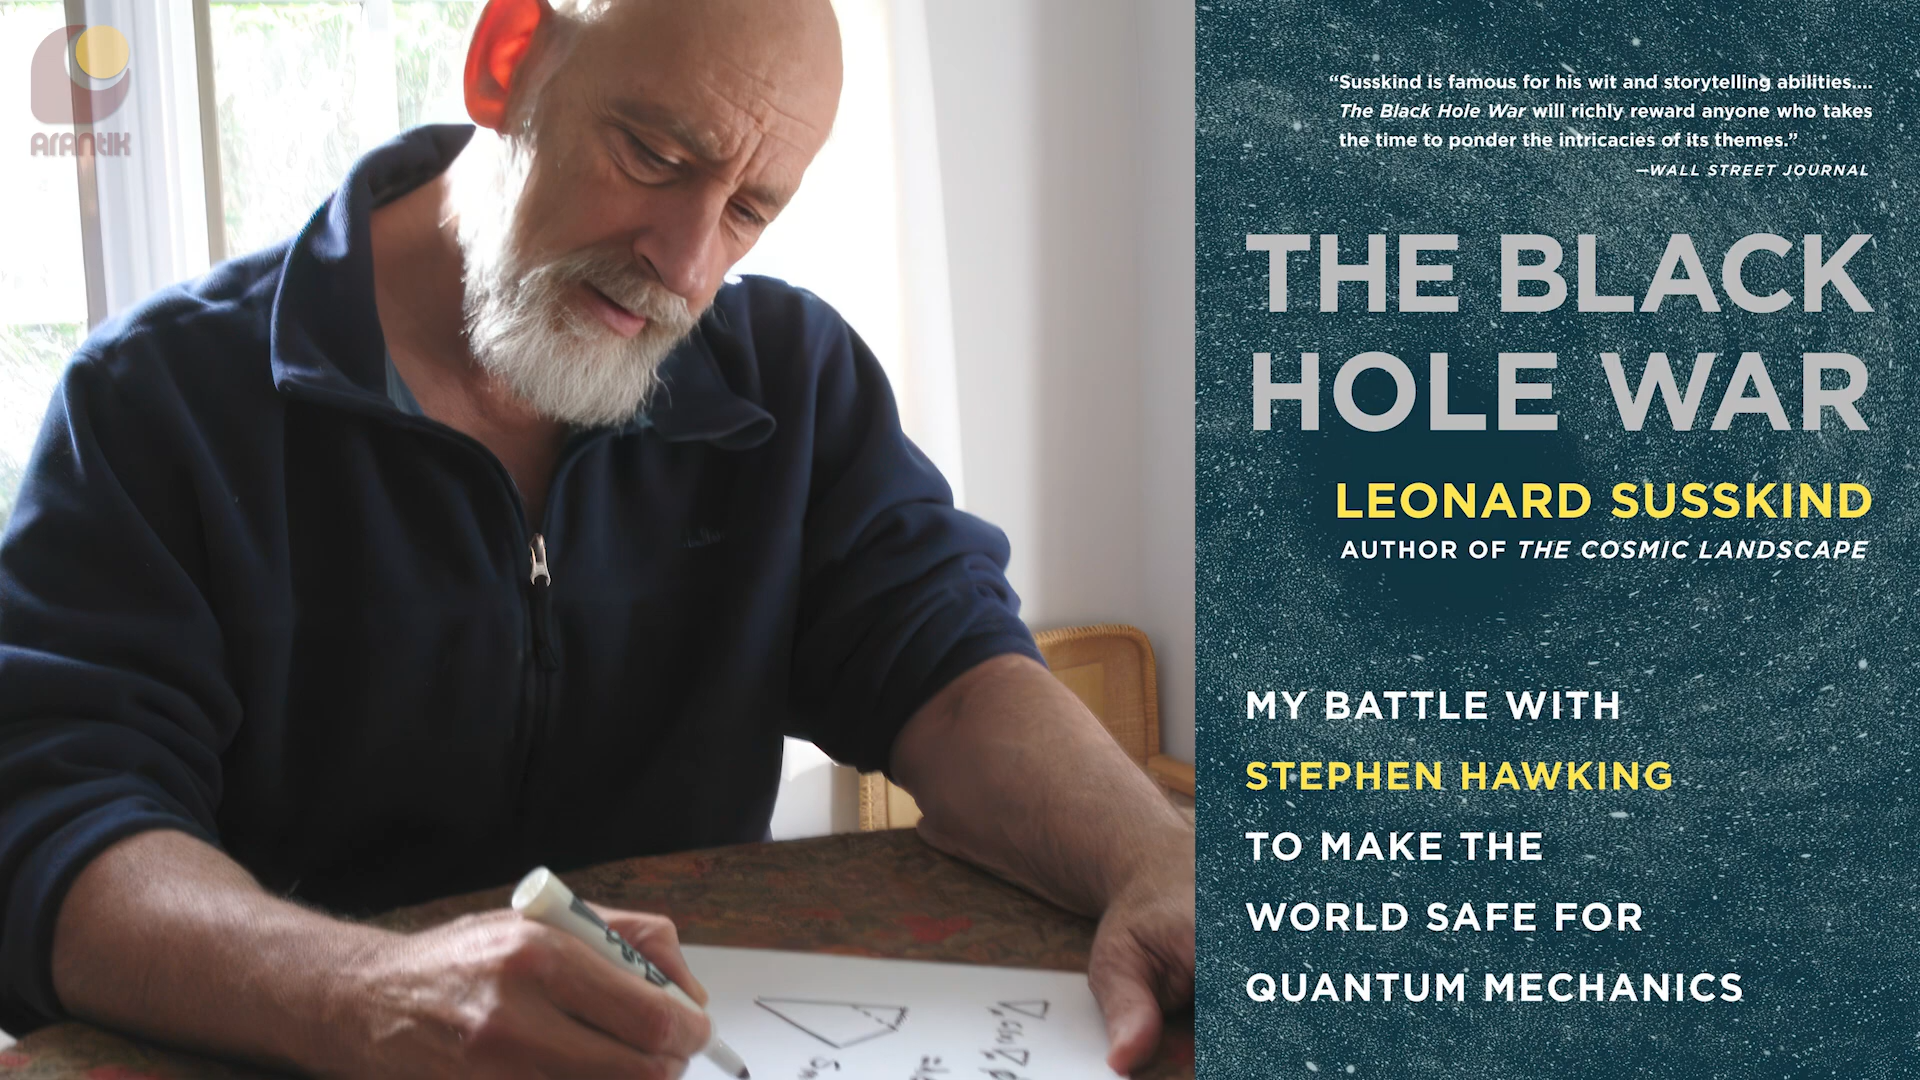 ArAntik
“Susskind is famous for his wit and storytelling abilities....
The Black Hole War will richly reward anyone who takes
the time to ponder the intricacies of its themes.”
—WALL STREET JOURNAL
THE BLACK
HOLE WAR
LEONARD SUSSKIND
AUTHOR OF THE COSMIC LANDSCAPE
MY BATTLE WITH
STEPHEN HAWKING
TO MAKE THE
WORLD SAFE FOR
QUANTUM MECHANICS